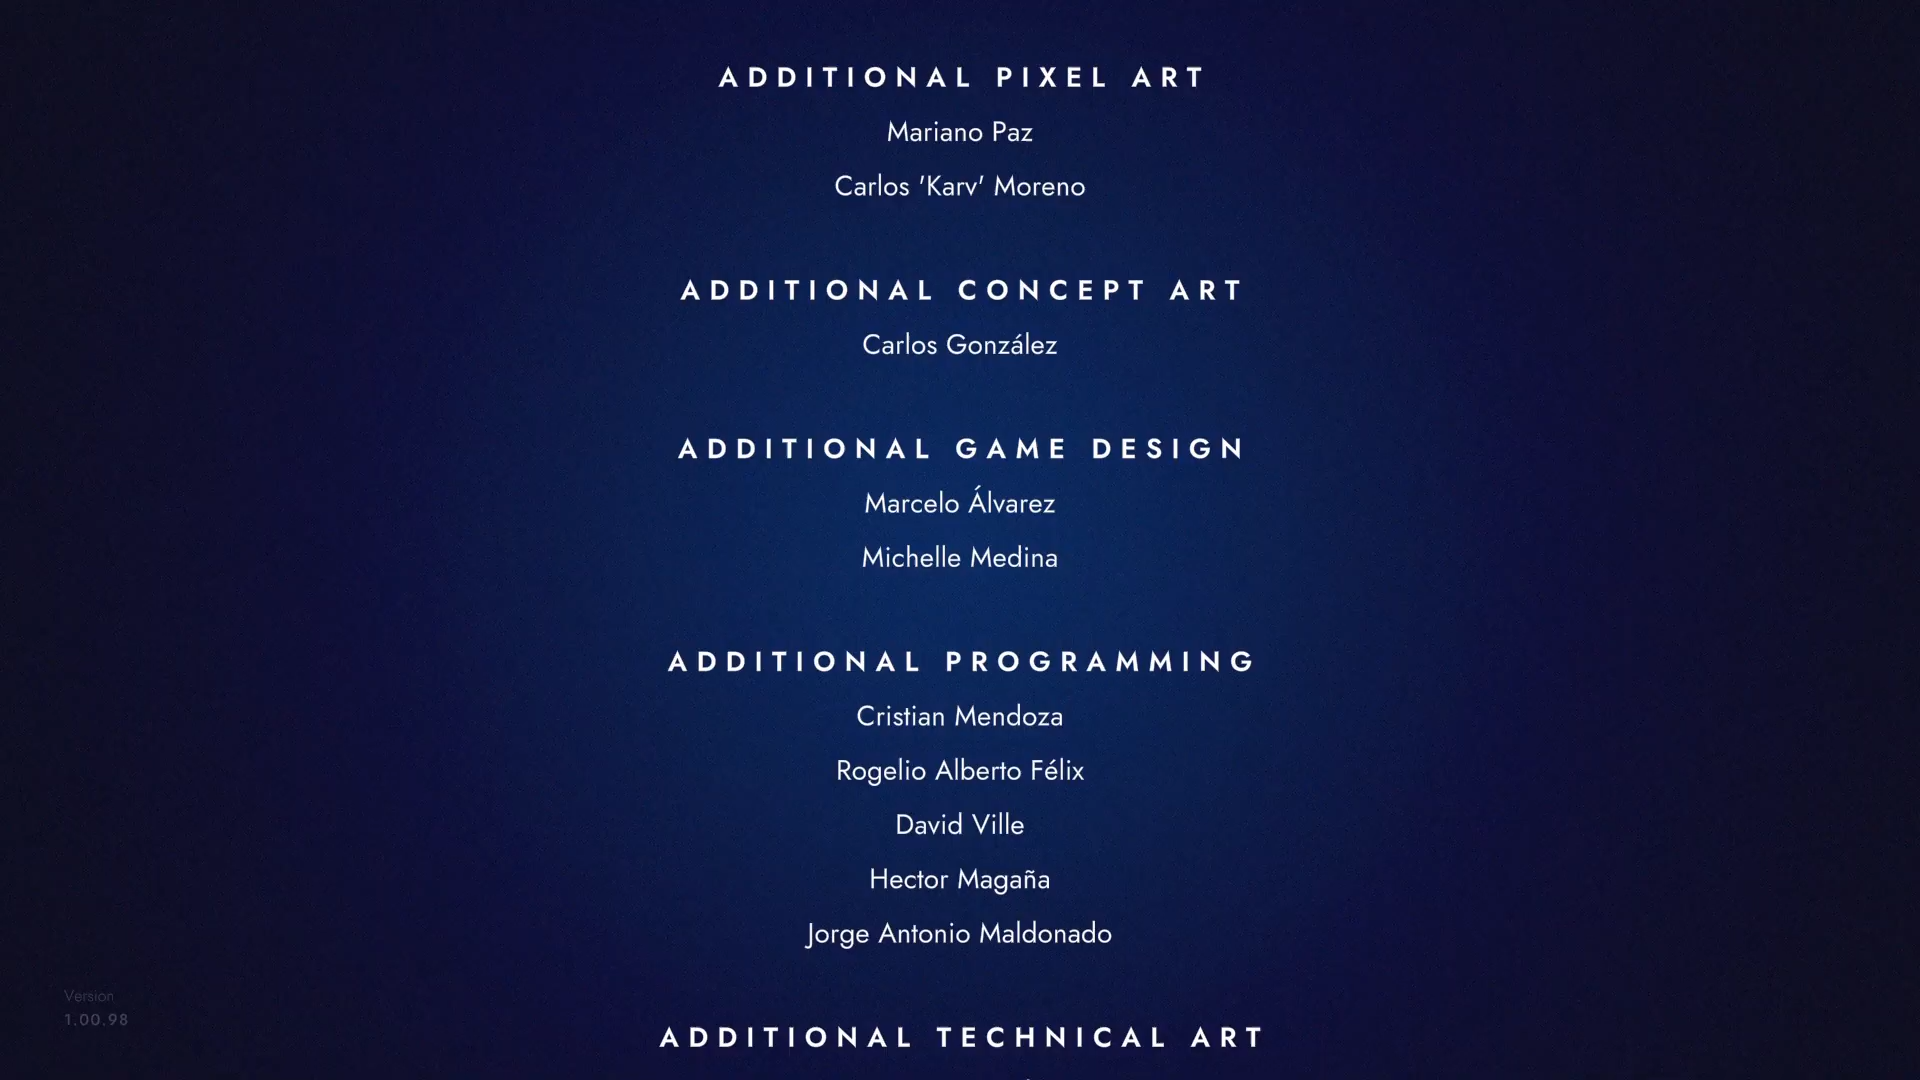 ADDITIONAL PIXEL ART
Mariano Paz
Carlos 'Karv' Moreno
ADDITIONAL CONCEPT ART
Carlos González
ADDITIONAL GAME DESIGN
Marcelo Álvarez
Michelle Medina
ADDITIONAL PROGRAMMING
Cristian Mendoza
Rogelio Alberto Félix
David Ville
Hector Magaña
Jorge Antonio Maldonado
Version
1.00.98
ADDITIONAL TECHNICAL ART